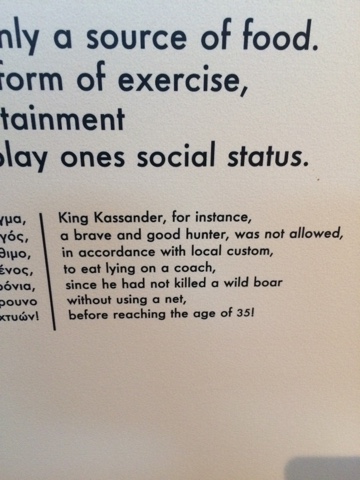 nly a source of food.
form of exercise,
tainment
play ones social status.
γμα,
γός,
θιμο,
ένος,
ρόνια,
ρουνο
κτυών!
King Kassander, for instance,
a brave and good hunter, was not allowed,
in accordance with local custom,
to eat lying on a coach,
since he had not killed a wild boar
without using a net,
before reaching the age of 35!